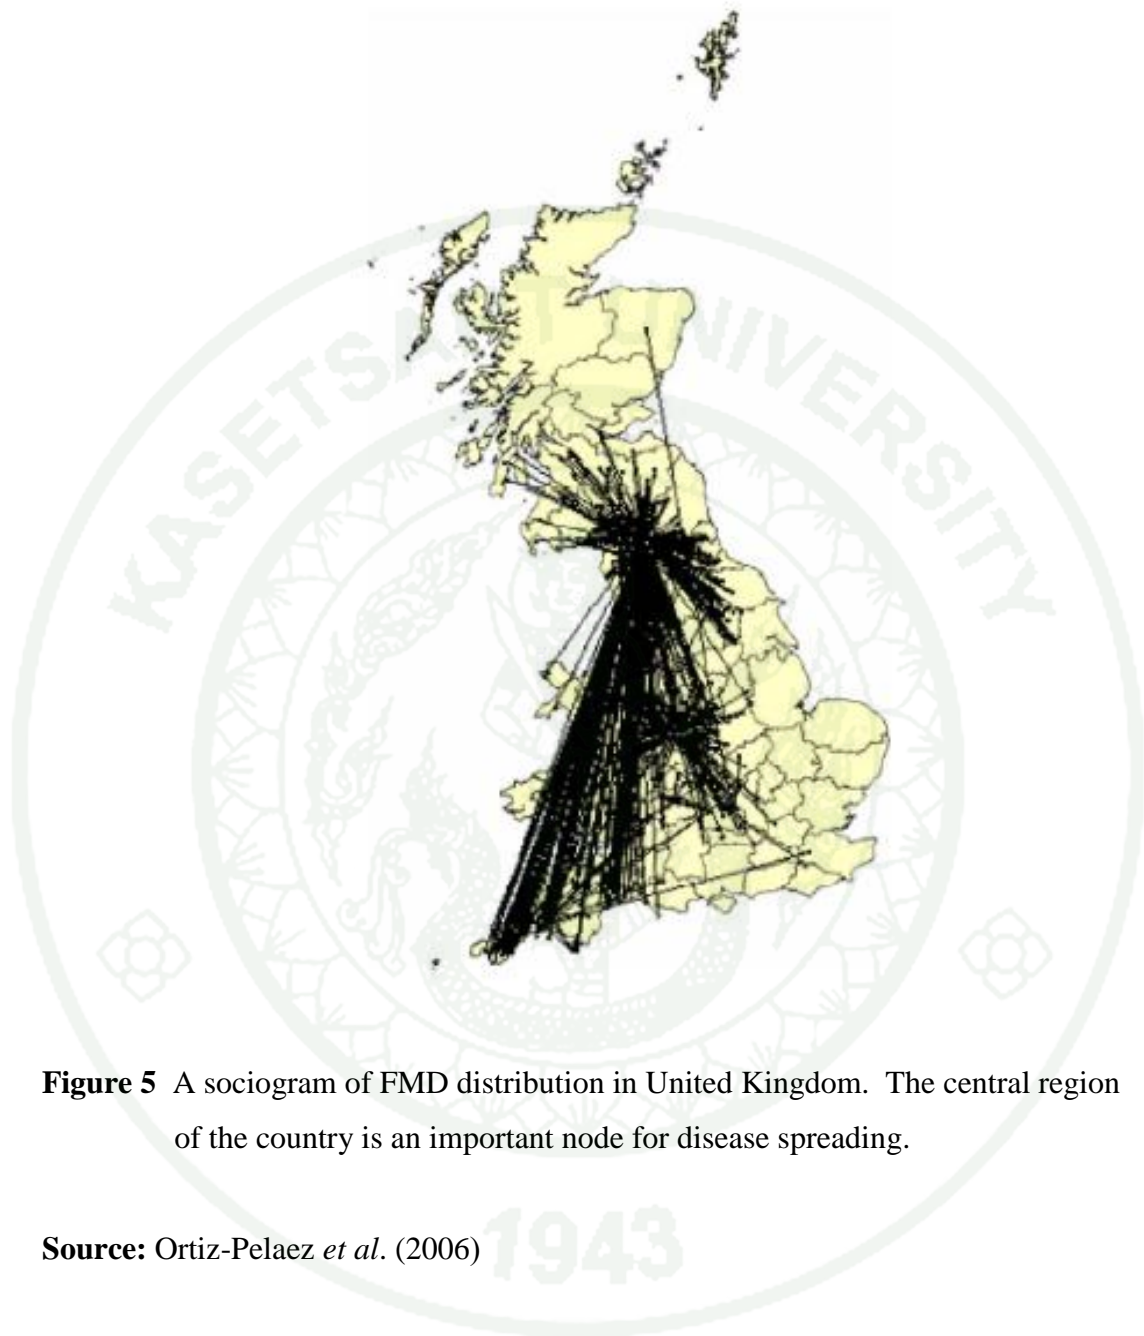 KASETSART UNIVERSITY
Figure 5 A sociogram of FMD distribution in United Kingdom. The central region
of the country is an important node for disease spreading.
Source: Ortiz-Pelaez et al. (2006)
1943